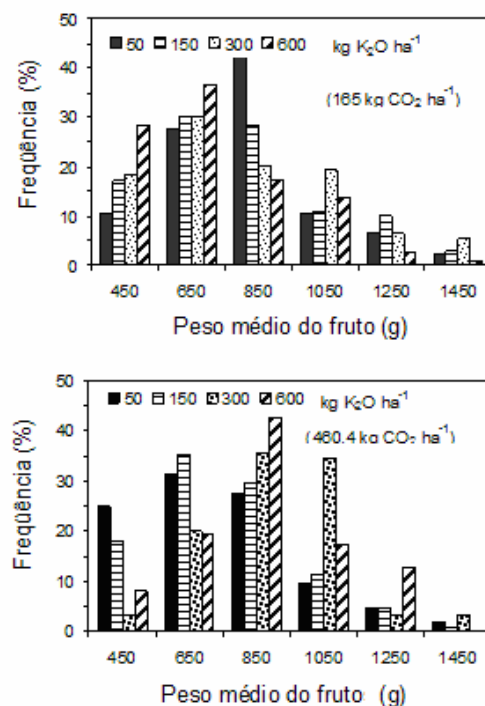 50 150 300 600 kg K₂O ha⁻¹
(165 kg CO₂ ha⁻¹)
Freqüência (%)
50
40
30
20
10
0
450 650 850 1050 1250 1450
Peso médio do fruto (g)
50 150 300 600 kg K₂O ha⁻¹
(460.4 kg CO₂ ha⁻¹)
Freqüência (%)
50
40
30
20
10
0
450 650 850 1050 1250 1450
Peso médio do fruto (g)